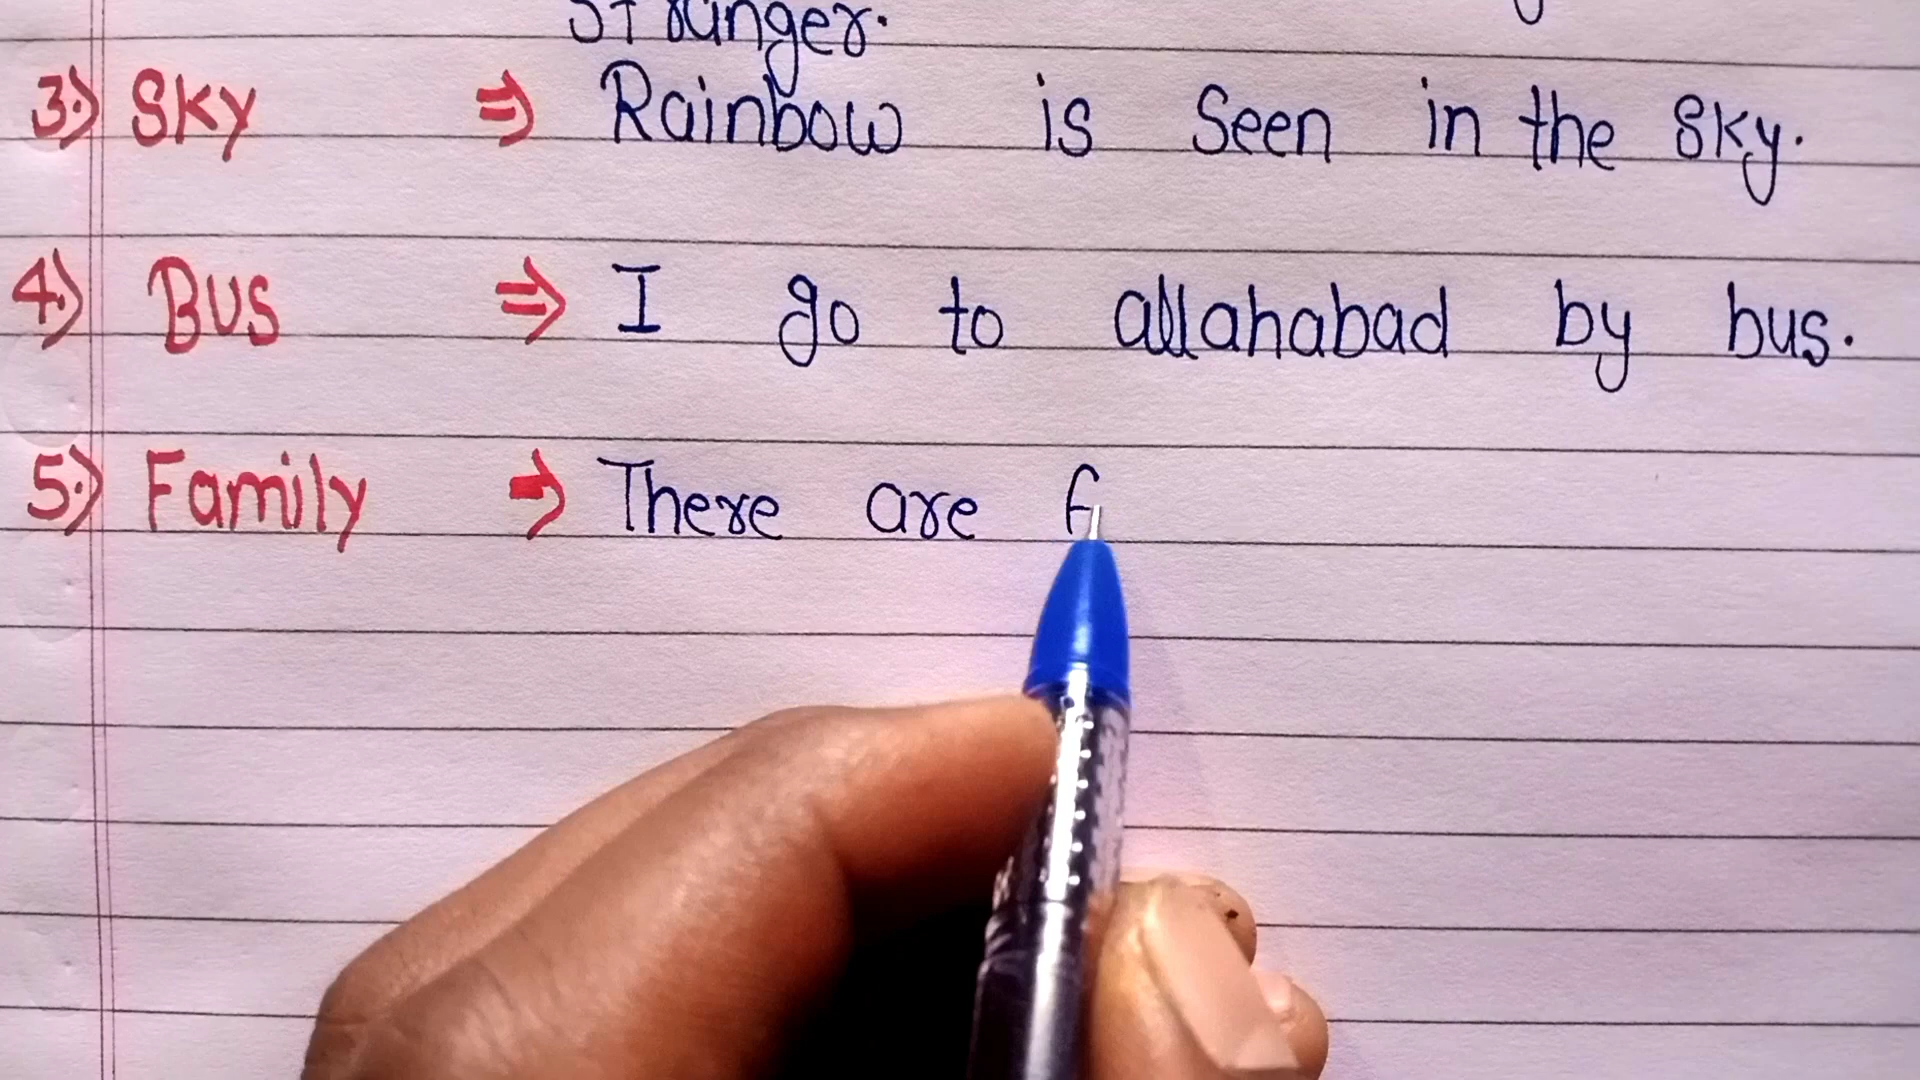 Stranger.
3.) Sky ⇒ Rainbow is Seen in the Sky.
4.) Bus ⇒ I go to allahabad by bus.
5.) Family ⇒ There are f